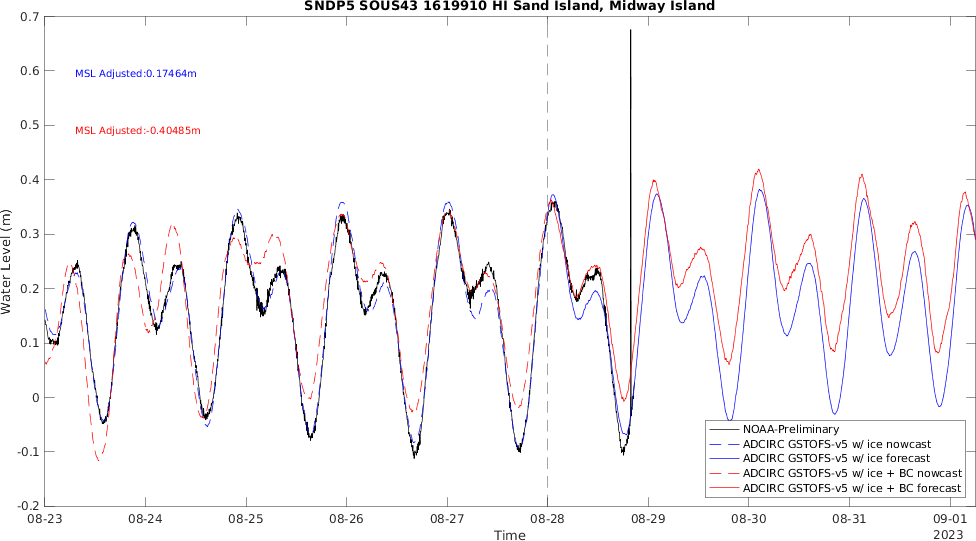 SNDP5 SOUS43 1619910 HI Sand Island, Midway Island
0.7
0.6
0.5
0.4
0.3
0.2
0.1
0
-0.1
-0.2
Water Level (m)
MSL Adjusted:0.17464m
MSL Adjusted:-0.40485m
NOAA-Preliminary
ADCIRC GSTOFS-v5 w/ ice nowcast
ADCIRC GSTOFS-v5 w/ ice forecast
ADCIRC GSTOFS-v5 w/ ice + BC nowcast
ADCIRC GSTOFS-v5 w/ ice + BC forecast
08-23 08-24 08-25 08-26 08-27 08-28 08-29 08-30 08-31 09-01
Time
2023